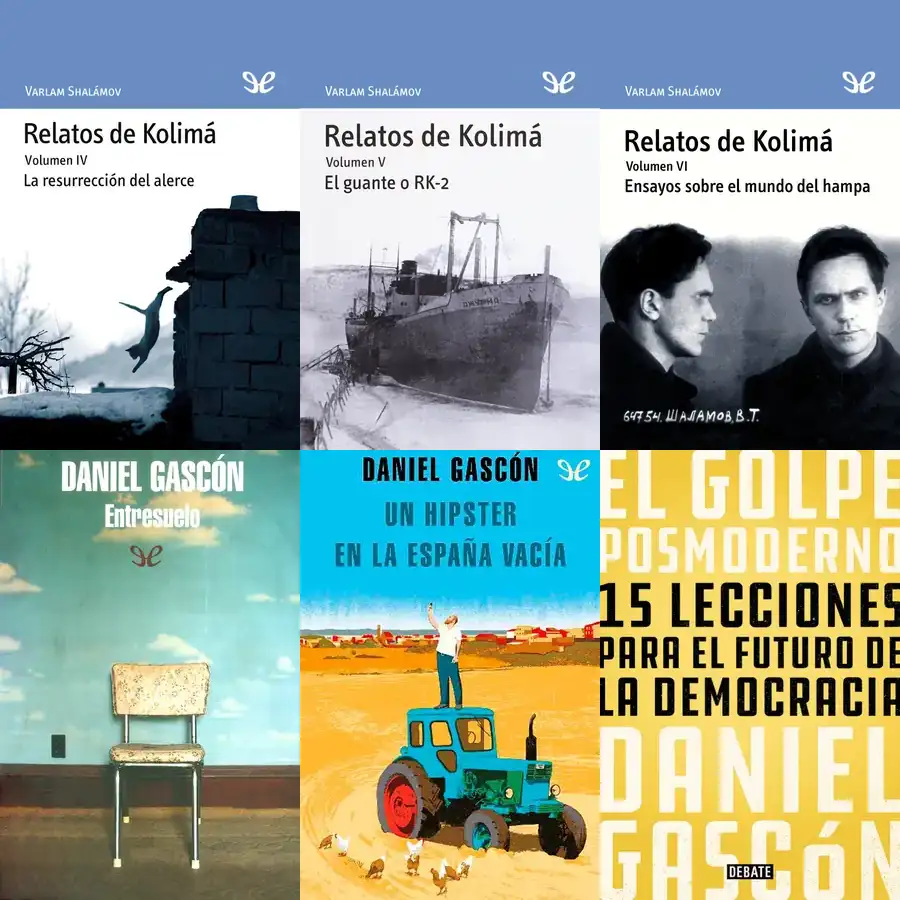 VARLAM SHALÁMOV
Relatos de Kolimá
Volumen IV
La resurrección del alerce
VARLAM SHALÁMOV
Relatos de Kolimá
Volumen V
El guante o RK-2
VARLAM SHALÁMOV
Relatos de Kolimá
Volumen VI
Ensayos sobre el mundo del hampa
64754. ШАЛАМОВ, В.Т.
DANIEL GASCÓN
Entresuelo
DANIEL GASCÓN
UN HIPSTER
EN LA ESPAÑA VACÍA
EL GOLPE
POSMODERNO
15 LECCIONES
PARA EL FUTURO DE
LA DEMOCRACIA
DANIEL
GASCÓN
DEBATE